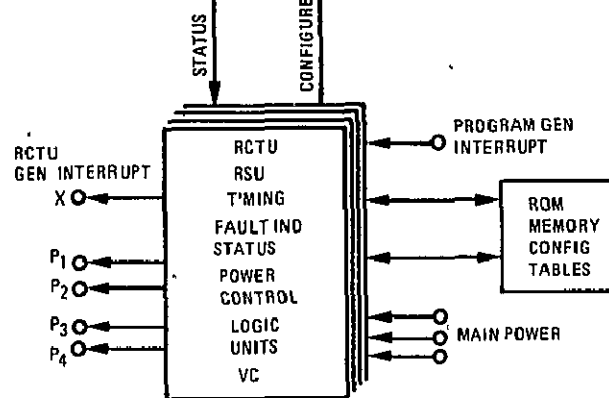 STATUS
CONFIGURE
RCTU
GEN INTERRUPT
X
P1
P2
P3
P4
RCTU
RSU
T'MING
FAULT IND
STATUS
POWER
CONTROL
LOGIC
UNITS
VC
PROGRAM GEN
INTERRUPT
ROM
MEMORY
CONFIG
TABLES
MAIN POWER